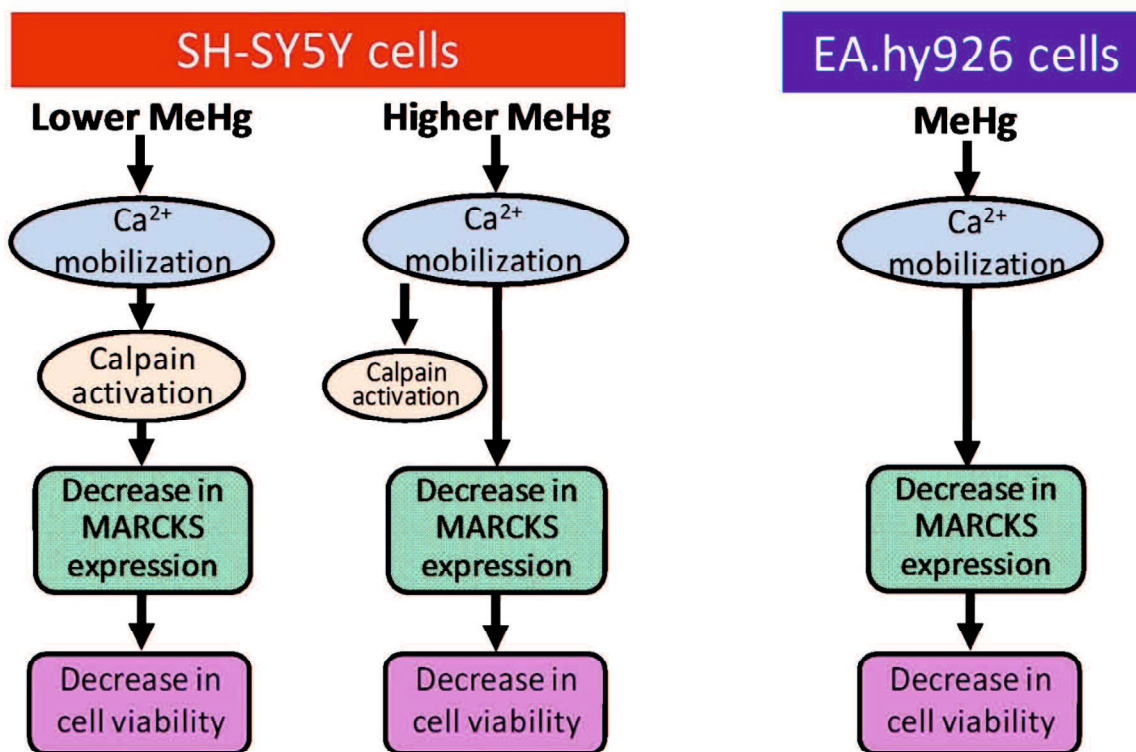 SH-SY5Y cells
EA.hy926 cells
Lower MeHg
Higher MeHg
MeHg
Ca²⁺
mobilization
Ca²⁺
mobilization
Ca²⁺
mobilization
Calpain
activation
Calpain
activation
Decrease in
MARCKS
expression
Decrease in
MARCKS
expression
Decrease in
MARCKS
expression
Decrease in
cell viability
Decrease in
cell viability
Decrease in
cell viability